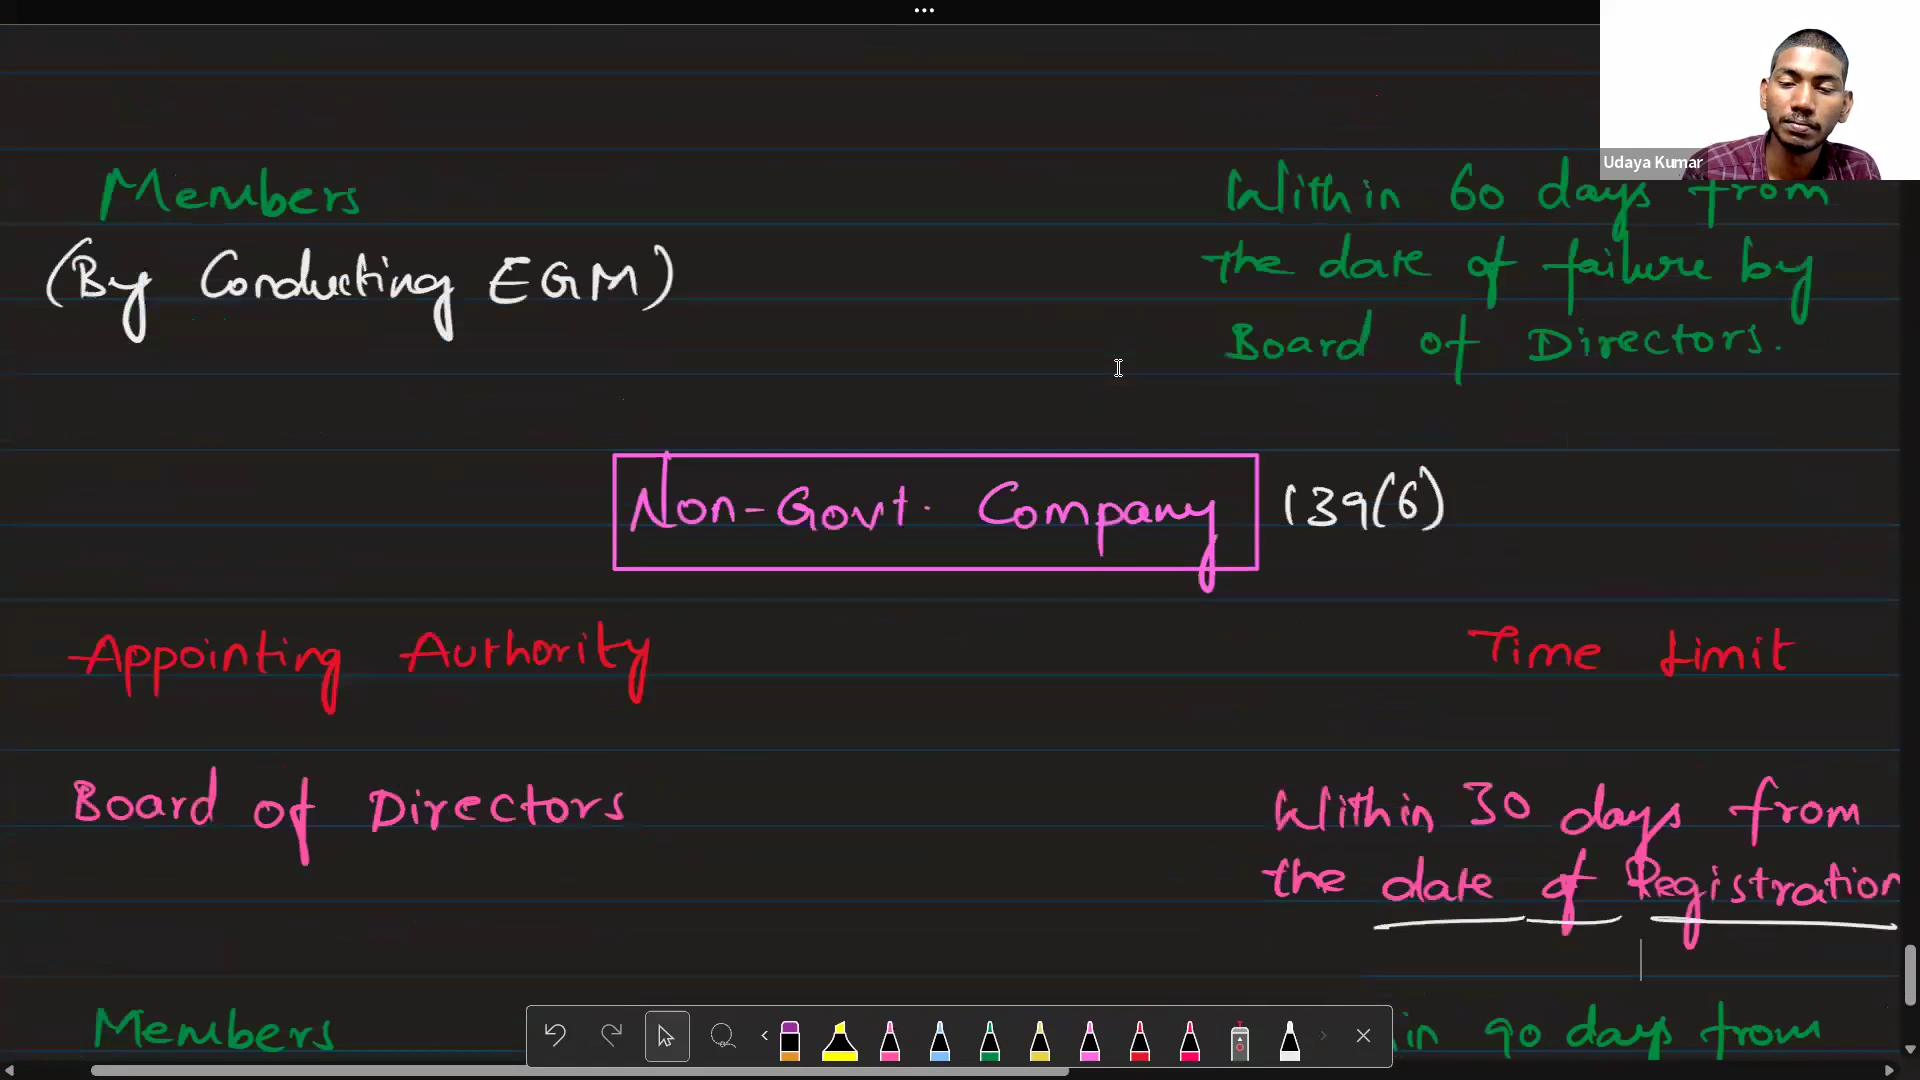 Udaya Kumar
Members
(By Conducting EGM)
Within 60 days from
the date of failure by
Board of Directors.
Non-Govt. Company 139(6)
Appointing Authority
Time Limit
Board of Directors
Within 30 days from
the date of Registration
Members
in 90 days from